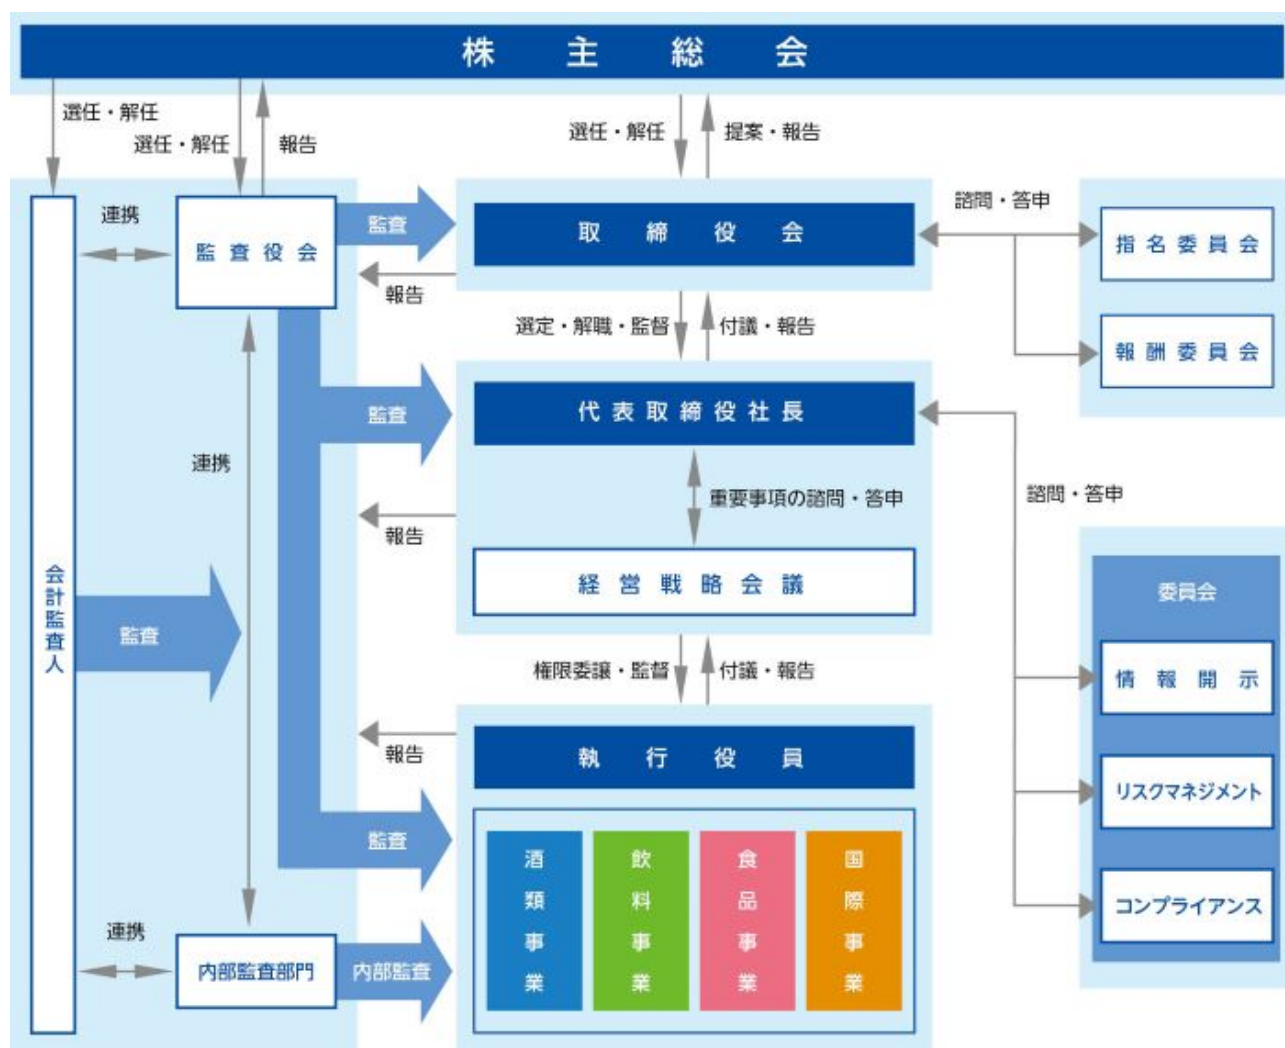 株主総会
選任・解任
選任・解任
報告
選任・解任
提案・報告
連携
監査役会
監査
取締役会
諮問・答申
指名委員会
報告
選定・解職・監督
付議・報告
報酬委員会
監査
代表取締役社長
連携
重要事項の諮問・答申
諮問・答申
報告
経営戦略会議
会計監査人
監査
委員会
権限委譲・監督
付議・報告
情報開示
報告
執行役員
リスクマネジメント
監査
酒類事業
飲料事業
食品事業
国際事業
コンプライアンス
連携
内部監査部門
内部監査